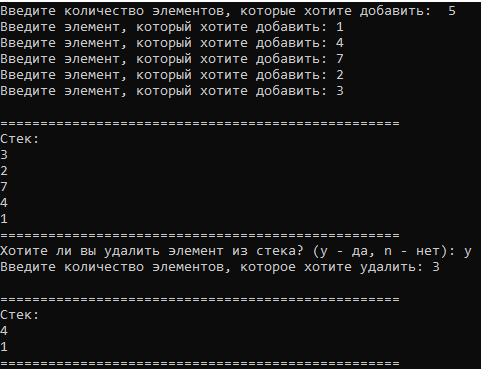 Введите количество элементов, которые хотите добавить:  5
Введите элемент, который хотите добавить: 1
Введите элемент, который хотите добавить: 4
Введите элемент, который хотите добавить: 7
Введите элемент, который хотите добавить: 2
Введите элемент, который хотите добавить: 3
==================================================
Стек:
3
2
7
4
1
==================================================
Хотите ли вы удалить элемент из стека? (y - да, n - нет): y
Введите количество элементов, которое хотите удалить: 3
==================================================
Стек:
4
1
==================================================